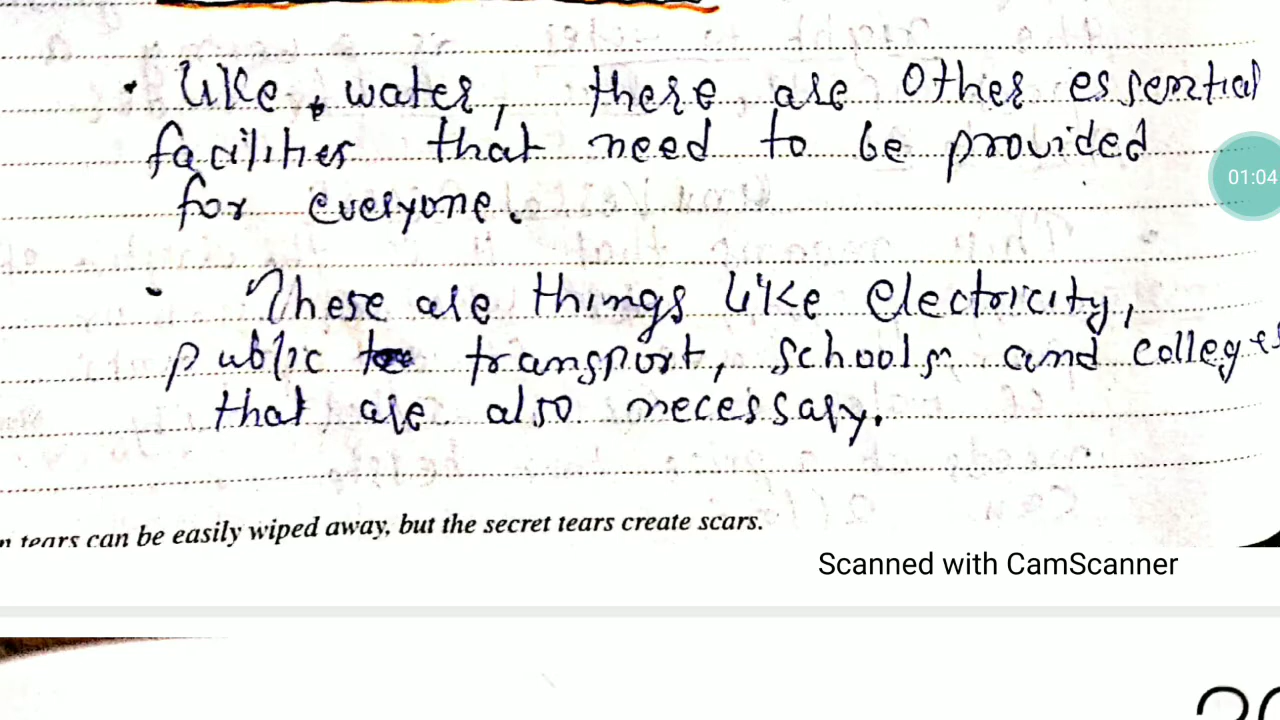 • Like, water, there are other essential
facilities that need to be provided
for everyone.
- These are things like electricity,
public transport, schools and colleges
that are also necessary.
tears can be easily wiped away, but the secret tears create scars.
Scanned with CamScanner
01:04